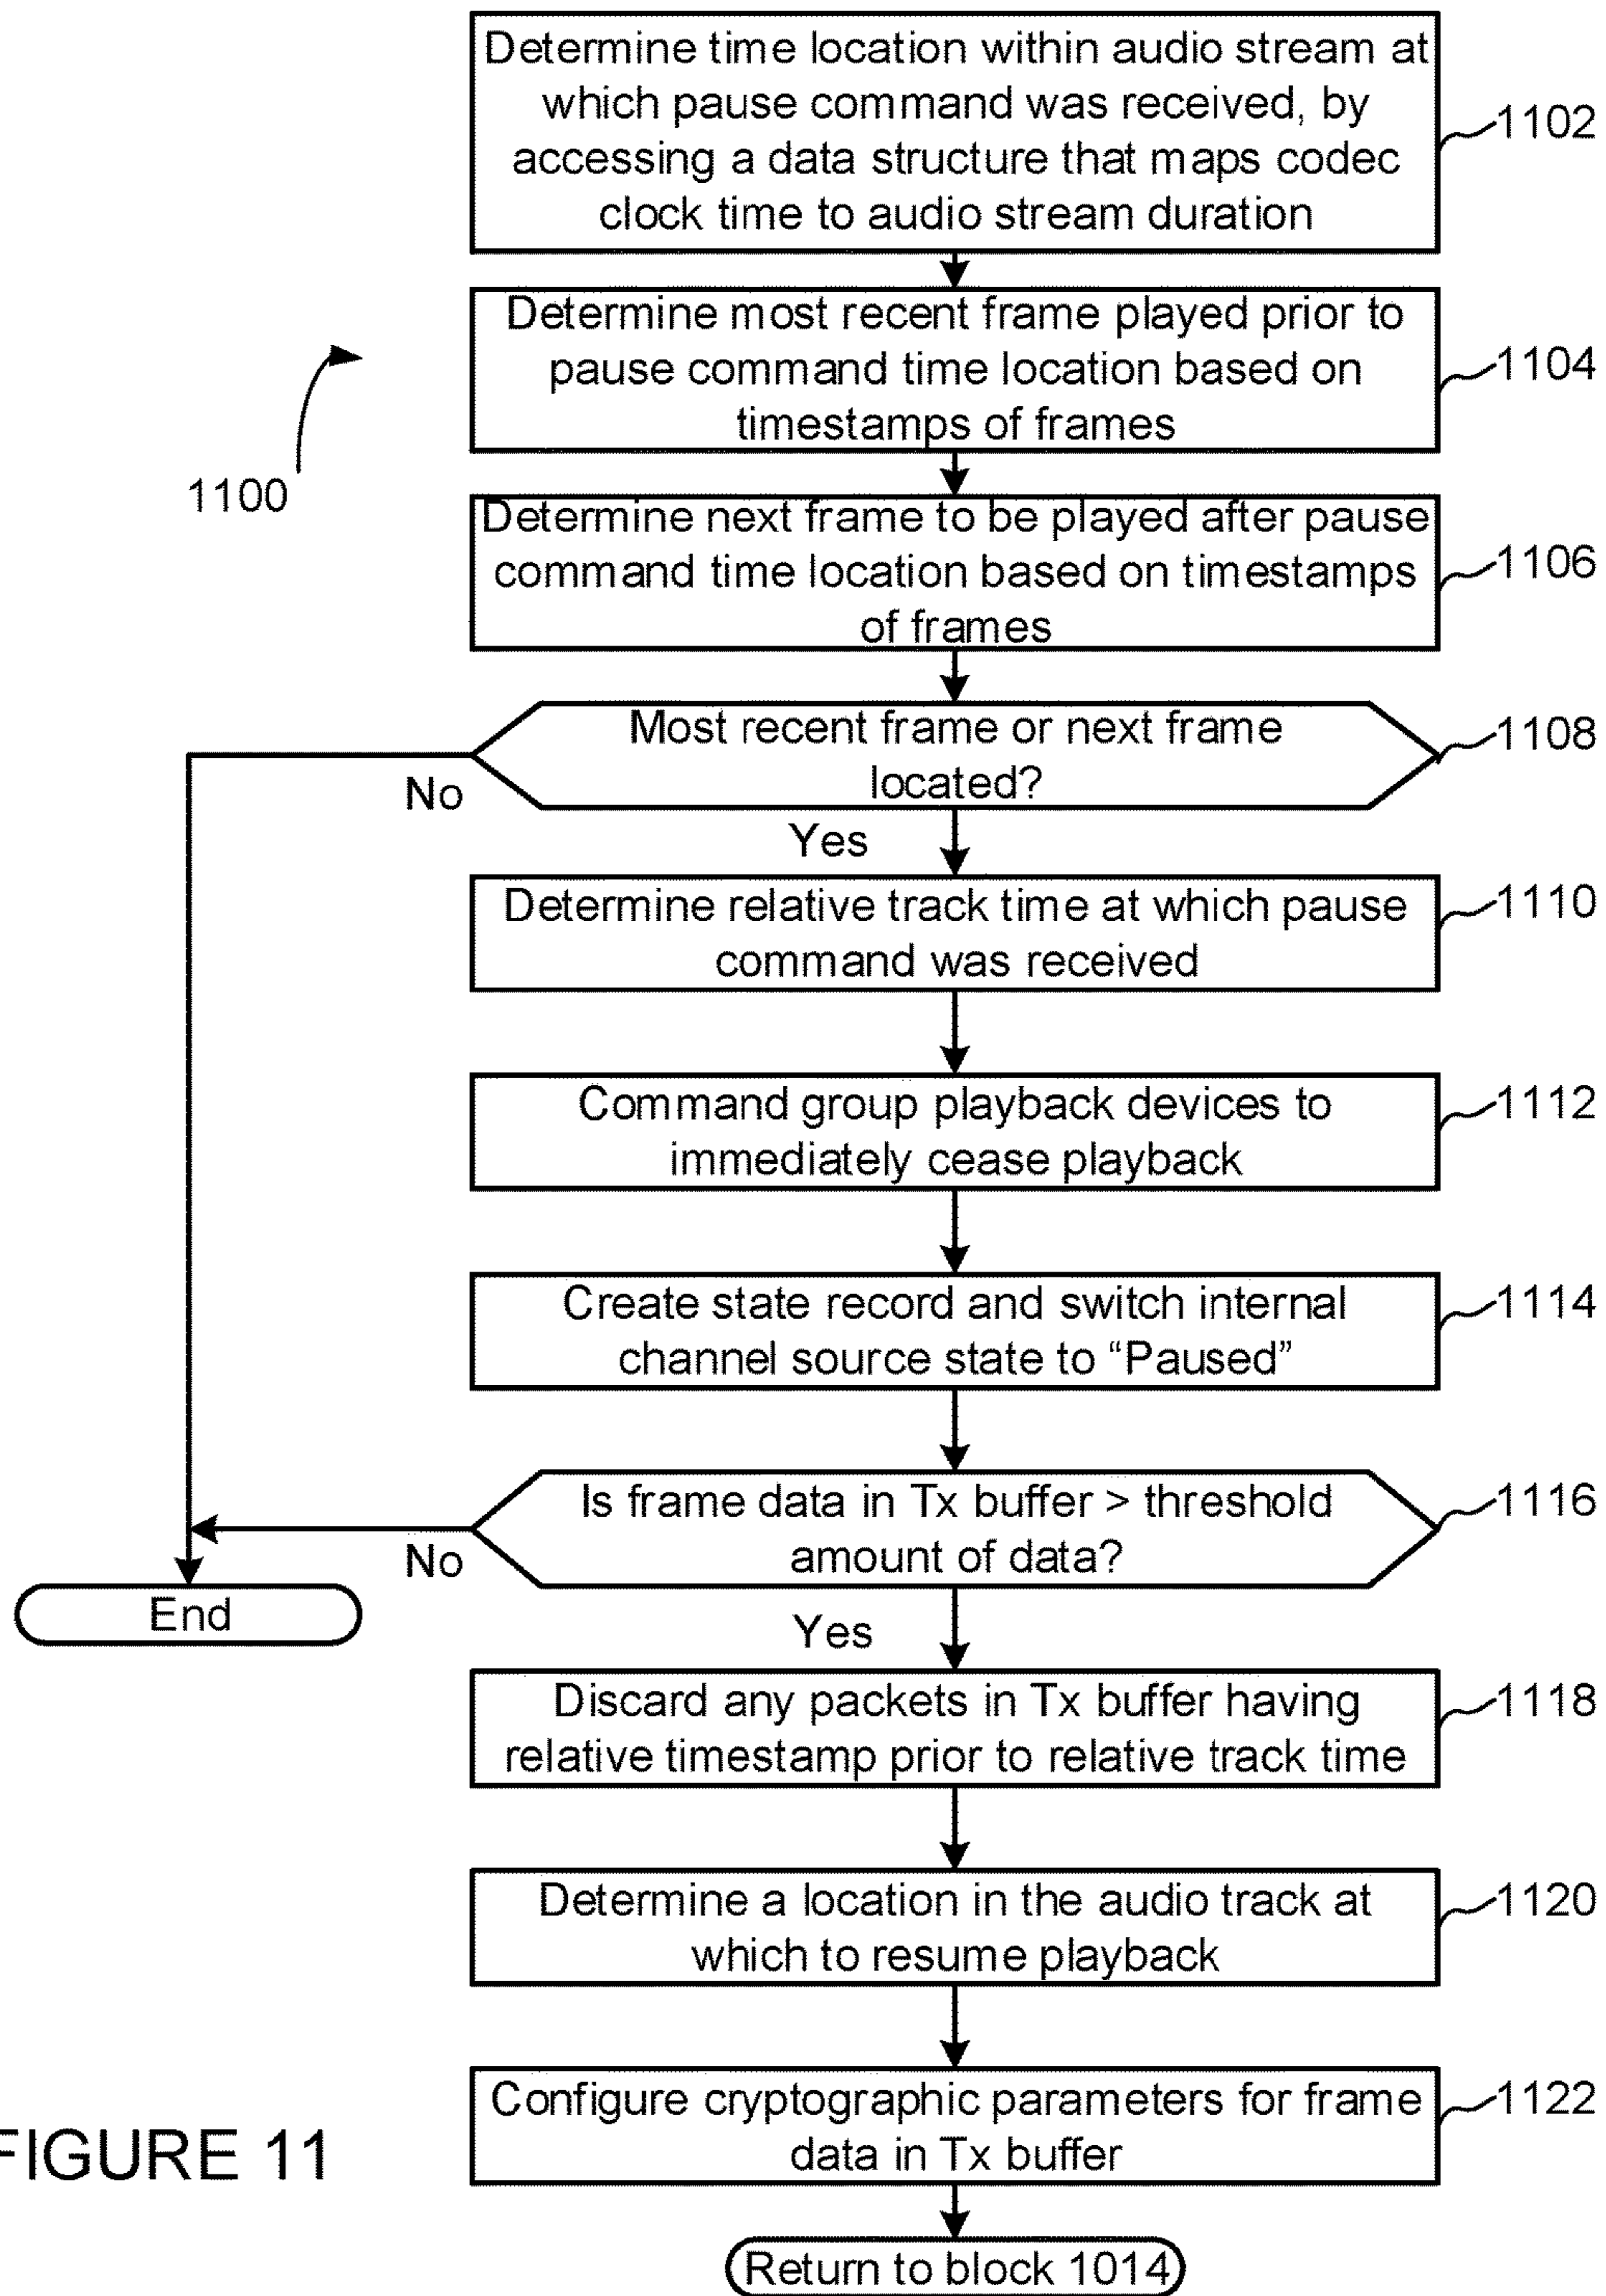 Determine time location within audio stream at
which pause command was received, by
accessing a data structure that maps codec
clock time to audio stream duration
1102
Determine most recent frame played prior to
pause command time location based on
timestamps of frames
1104
1100
Determine next frame to be played after pause
command time location based on timestamps
of frames
1106
Most recent frame or next frame
located?
1108
No
Yes
Determine relative track time at which pause
command was received
1110
Command group playback devices to
immediately cease playback
1112
Create state record and switch internal
channel source state to “Paused”
1114
Is frame data in Tx buffer > threshold
amount of data?
1116
No
End
Yes
Discard any packets in Tx buffer having
relative timestamp prior to relative track time
1118
Determine a location in the audio track at
which to resume playback
1120
Configure cryptographic parameters for frame
data in Tx buffer
1122
FIGURE 11
Return to block 1014